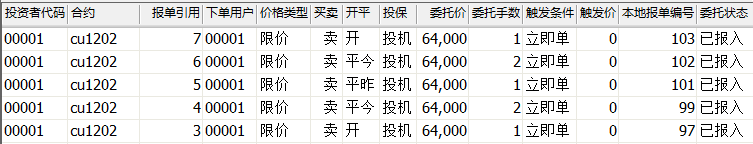 投资者代码 合约 报单引用 下单用户 价格类型 买卖 开平 投保 委托价 委托手数 触发条件 触发价 本地报单编号 委托状态
00001 cu1202 7 00001 限价 卖 开 投机 64,000 1 立即单 0 103 已报入
00001 cu1202 6 00001 限价 卖 平今 投机 64,000 2 立即单 0 102 已报入
00001 cu1202 5 00001 限价 卖 平昨 投机 64,000 1 立即单 0 101 已报入
00001 cu1202 4 00001 限价 卖 平今 投机 64,000 2 立即单 0 99 已报入
00001 cu1202 3 00001 限价 卖 开 投机 64,000 1 立即单 0 97 已报入